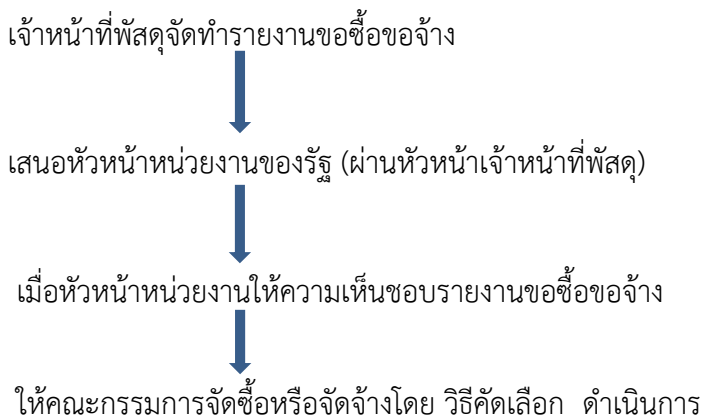 เจ้าหน้าที่พัสดุจัดทำรายงานขอซื้อขอจ้าง
เสนอหัวหน้าหน่วยงานของรัฐ (ผ่านหัวหน้าเจ้าหน้าที่พัสดุ)
เมื่อหัวหน้าหน่วยงานให้ความเห็นชอบรายงานขอซื้อขอจ้าง
ให้คณะกรรมการจัดซื้อหรือจัดจ้างโดย วิธีคัดเลือก ดำเนินการ